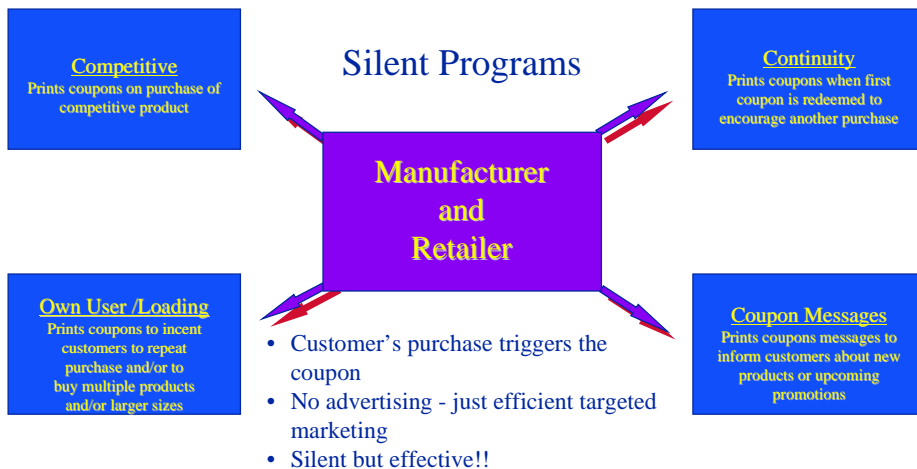 Silent Programs
Competitive
Prints coupons on purchase of
competitive product
Continuity
Prints coupons when first
coupon is redeemed to
encourage another purchase
Manufacturer
and
Retailer
Own User /Loading
Prints coupons to incent
customers to repeat
purchase and/or to
buy multiple products
and/or larger sizes
Coupon Messages
Prints coupons messages to
inform customers about new
products or upcoming
promotions
• Customer’s purchase triggers the
coupon
• No advertising - just efficient targeted
marketing
• Silent but effective!!